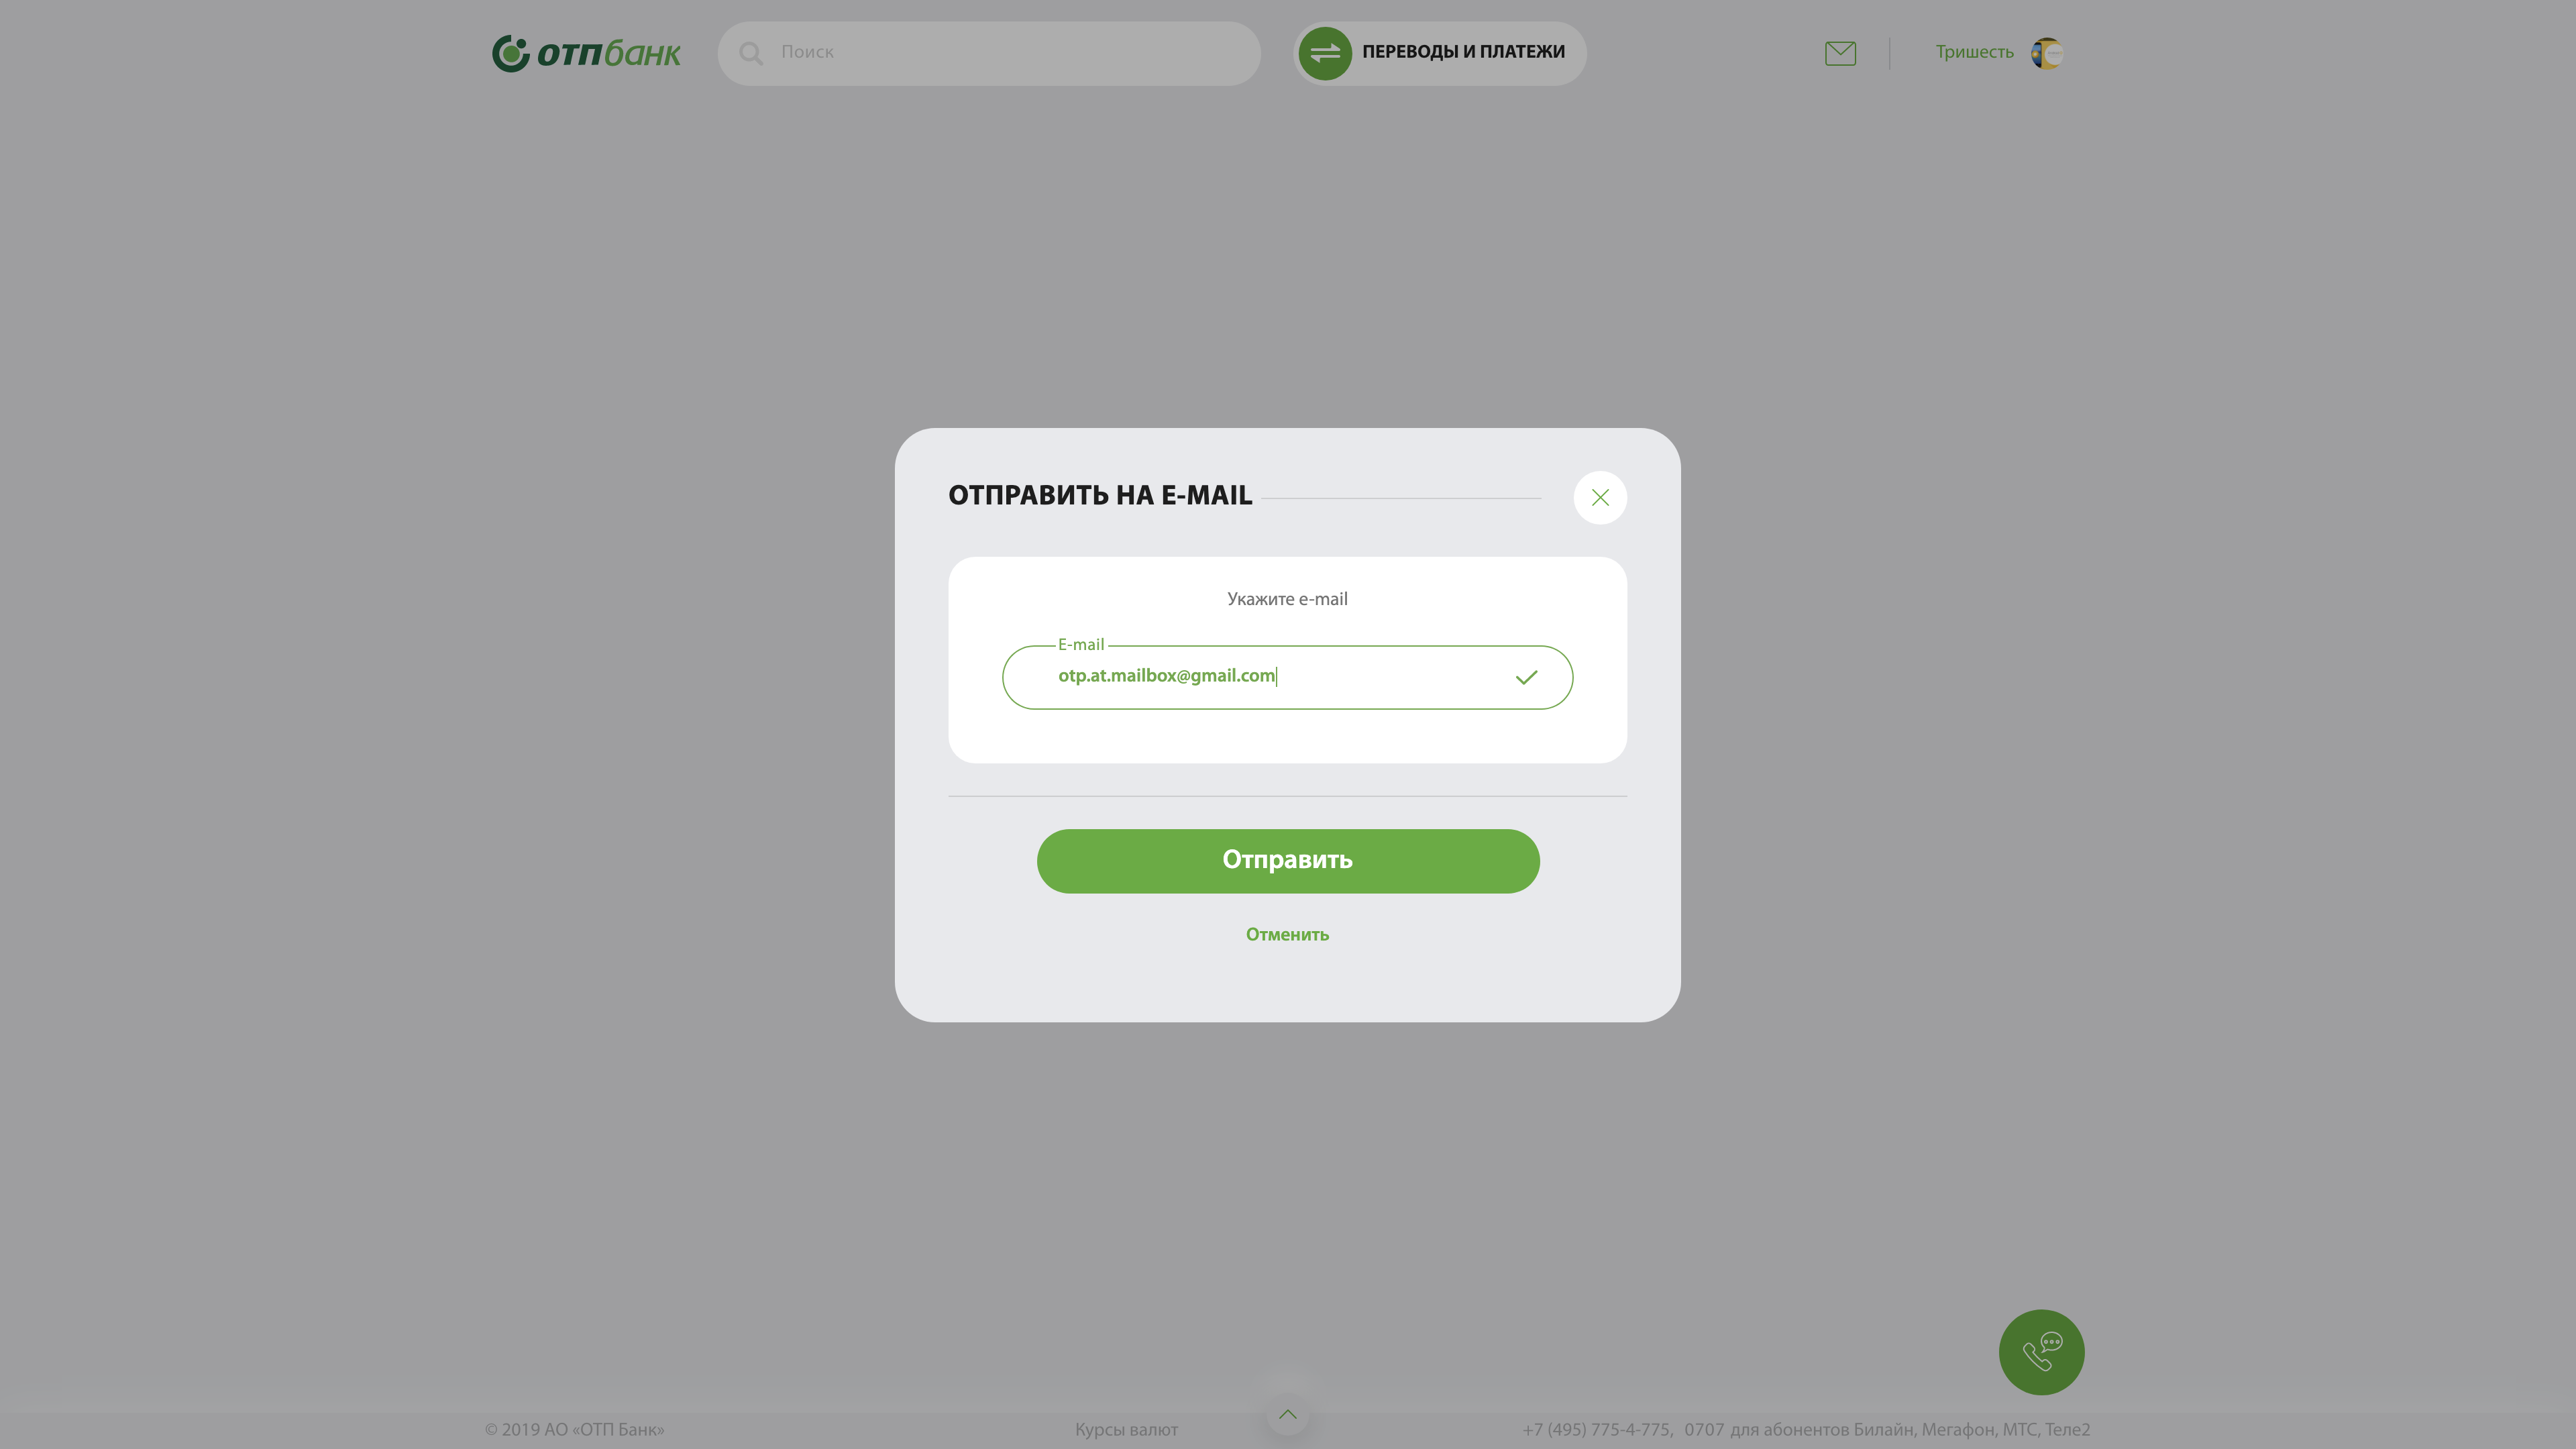 отпбанк
Поиск
ПЕРЕВОДЫ И ПЛАТЕЖИ
Тришесть
ОТПРАВИТЬ НА E-MAIL
Укажите e-mail
E-mail
otp.at.mailbox@gmail.com
Отправить
Отменить
© 2019 АО «ОТП Банк»
Курсы валют
+7 (495) 775-4-775, 0707 для абонентов Билайн, Мегафон, МТС, Теле2